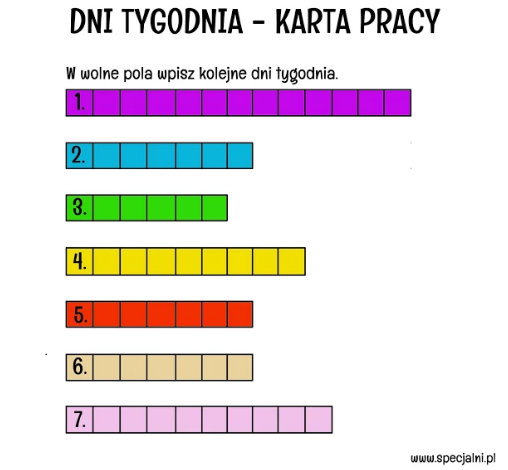 DNI TYGODNIA - KARTA PRACY
W wolne pola wpisz kolejne dni tygodnia.
1.
2.
3.
4.
5.
6.
7.
www.specjalni.pl